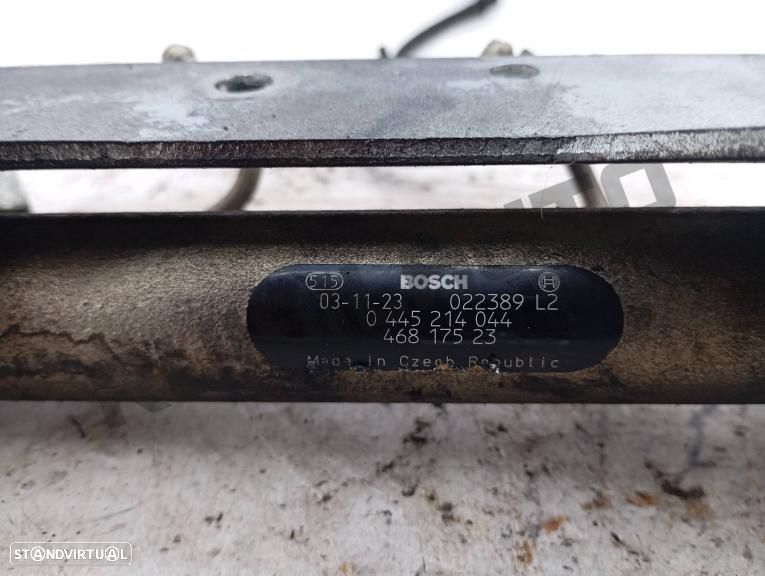 515 BOSCH
03-11-23 022389 L2
0 445 214 044
468 175 23
Made in Czech Republic
STANDVIRTUAL